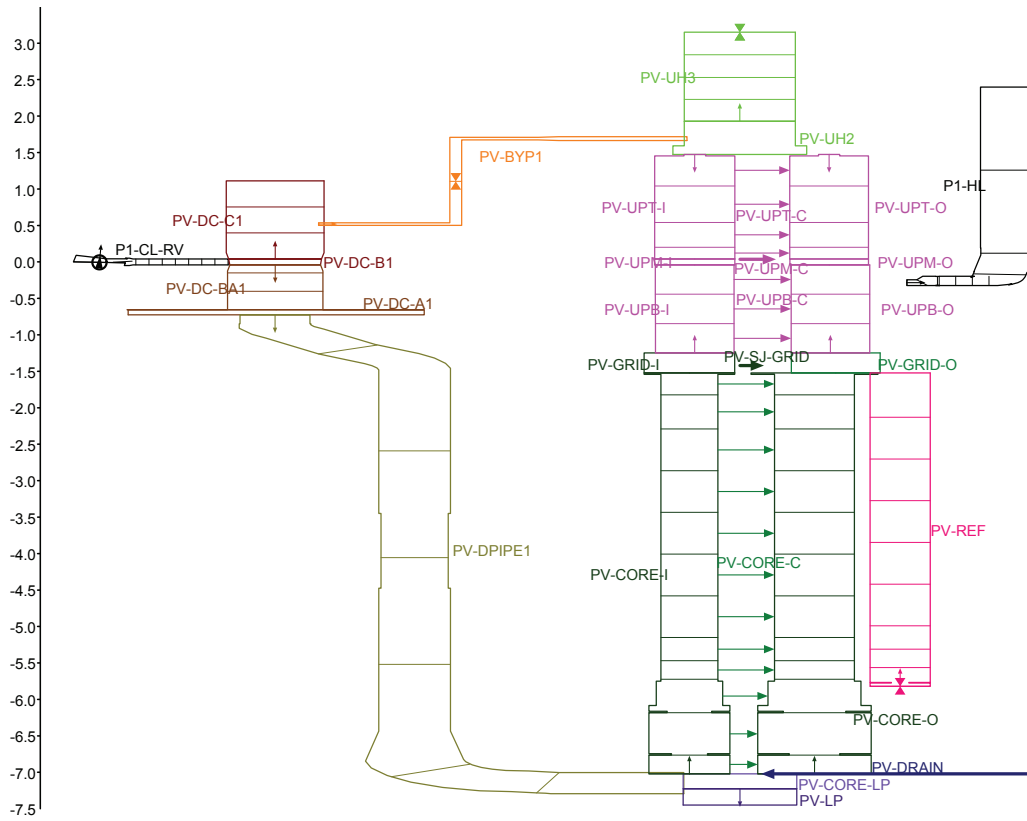 3.0
PV-UH3
2.5
2.0
1.5
PV-UH2
PV-BYP1
1.0
P1-HL
0.5
PV-DC-C1
PV-UPT-I
PV-UPT-C
PV-UPT-O
0.0
P1-CL-RV
PV-DC-B1
PV-UPM-I
PV-UPM-C
PV-UPM-O
-0.5
PV-DC-BA1
PV-DC-A1
PV-UPB-I
PV-UPB-C
PV-UPB-O
-1.0
-1.5
PV-GRID-I
PV-SJ-GRID
PV-GRID-O
-2.0
-2.5
-3.0
-3.5
PV-REF
-4.0
PV-DPIPE1
PV-CORE-I
PV-CORE-C
-4.5
-5.0
-5.5
-6.0
PV-CORE-O
-6.5
-7.0
PV-DRAIN
PV-CORE-LP
PV-LP
-7.5